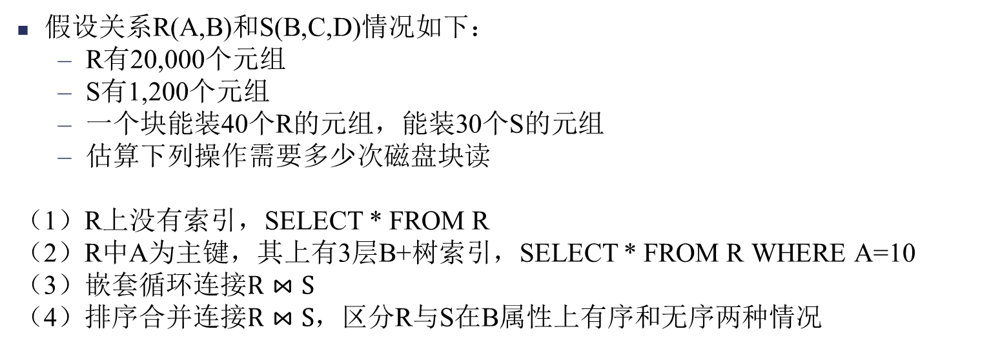 ▪ 假设关系R(A,B)和S(B,C,D)情况如下：
– R有20,000个元组
– S有1,200个元组
– 一个块能装40个R的元组，能装30个S的元组
– 估算下列操作需要多少次磁盘块读
（1）R上没有索引，SELECT * FROM R
（2）R中A为主键，其上有3层B+树索引，SELECT * FROM R WHERE A=10
（3）嵌套循环连接R ⋈ S
（4）排序合并连接R ⋈ S，区分R与S在B属性上有序和无序两种情况